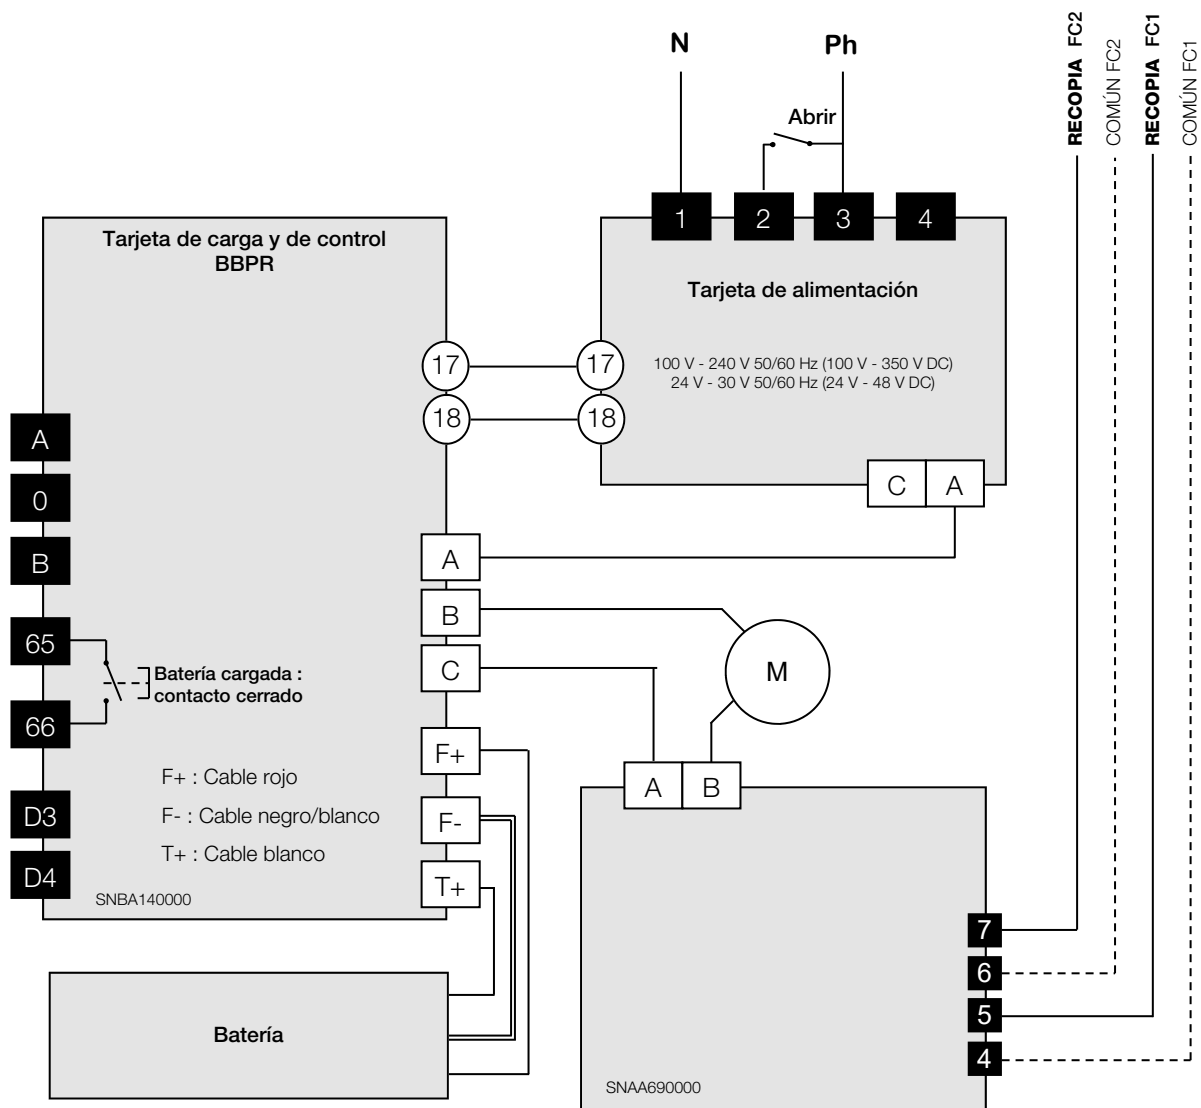 N
Ph
RECOPIA FC2
COMÚN FC2
RECOPIA FC1
COMÚN FC1
Abrir
1
2
3
4
Tarjeta de carga y de control
BBPR
Tarjeta de alimentación
100 V - 240 V 50/60 Hz (100 V - 350 V DC)
24 V - 30 V 50/60 Hz (24 V - 48 V DC)
17
17
18
18
A
0
B
C
A
A
B
C
M
65
66
Batería cargada :
contacto cerrado
F+
F-
T+
A
B
F+ : Cable rojo
F- : Cable negro/blanco
T+ : Cable blanco
D3
D4
SNBA140000
Batería
7
6
5
4
SNAA690000